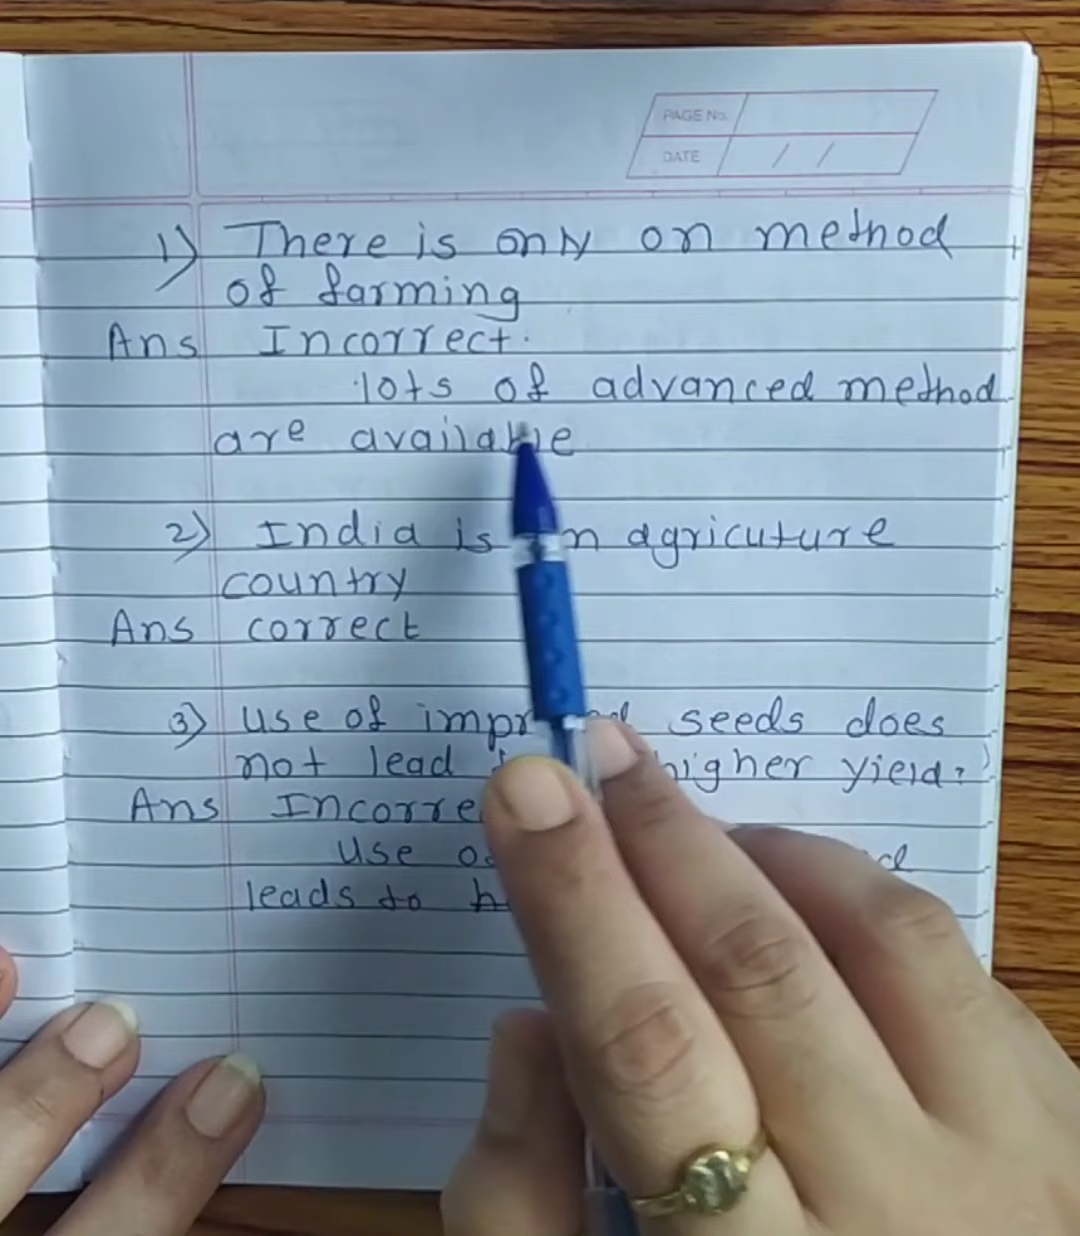 PAGE No.
DATE / /
1) There is only on method
of farming
Ans Incorrect.
lots of advanced method
are available
2) India is an agricuture
country
Ans correct
3) Use of improved seeds does
not lead higher yield?
Ans
Use
leads to